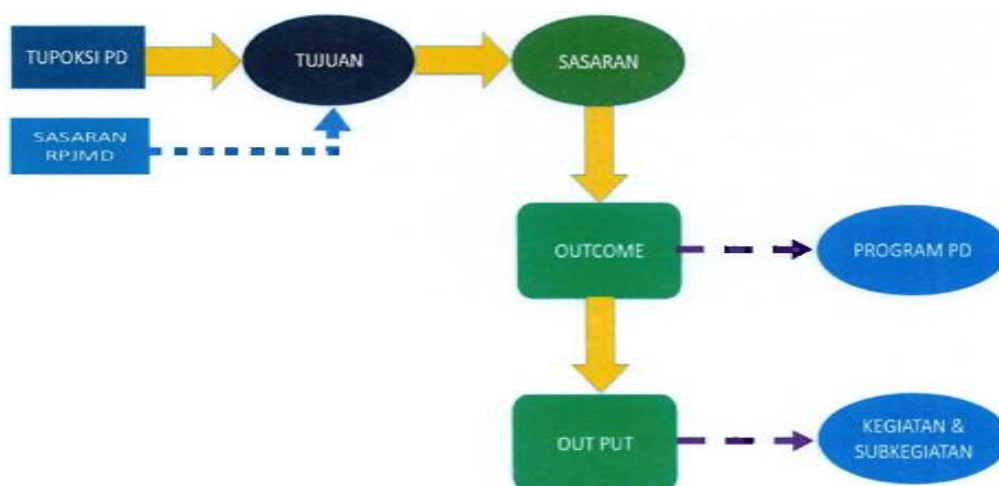 TUPOKSI PD
TUJUAN
SASARAN
SASARAN
RPJMD
OUTCOME
PROGRAM PD
OUT PUT
KEGIATAN &
SUBKEGIATAN